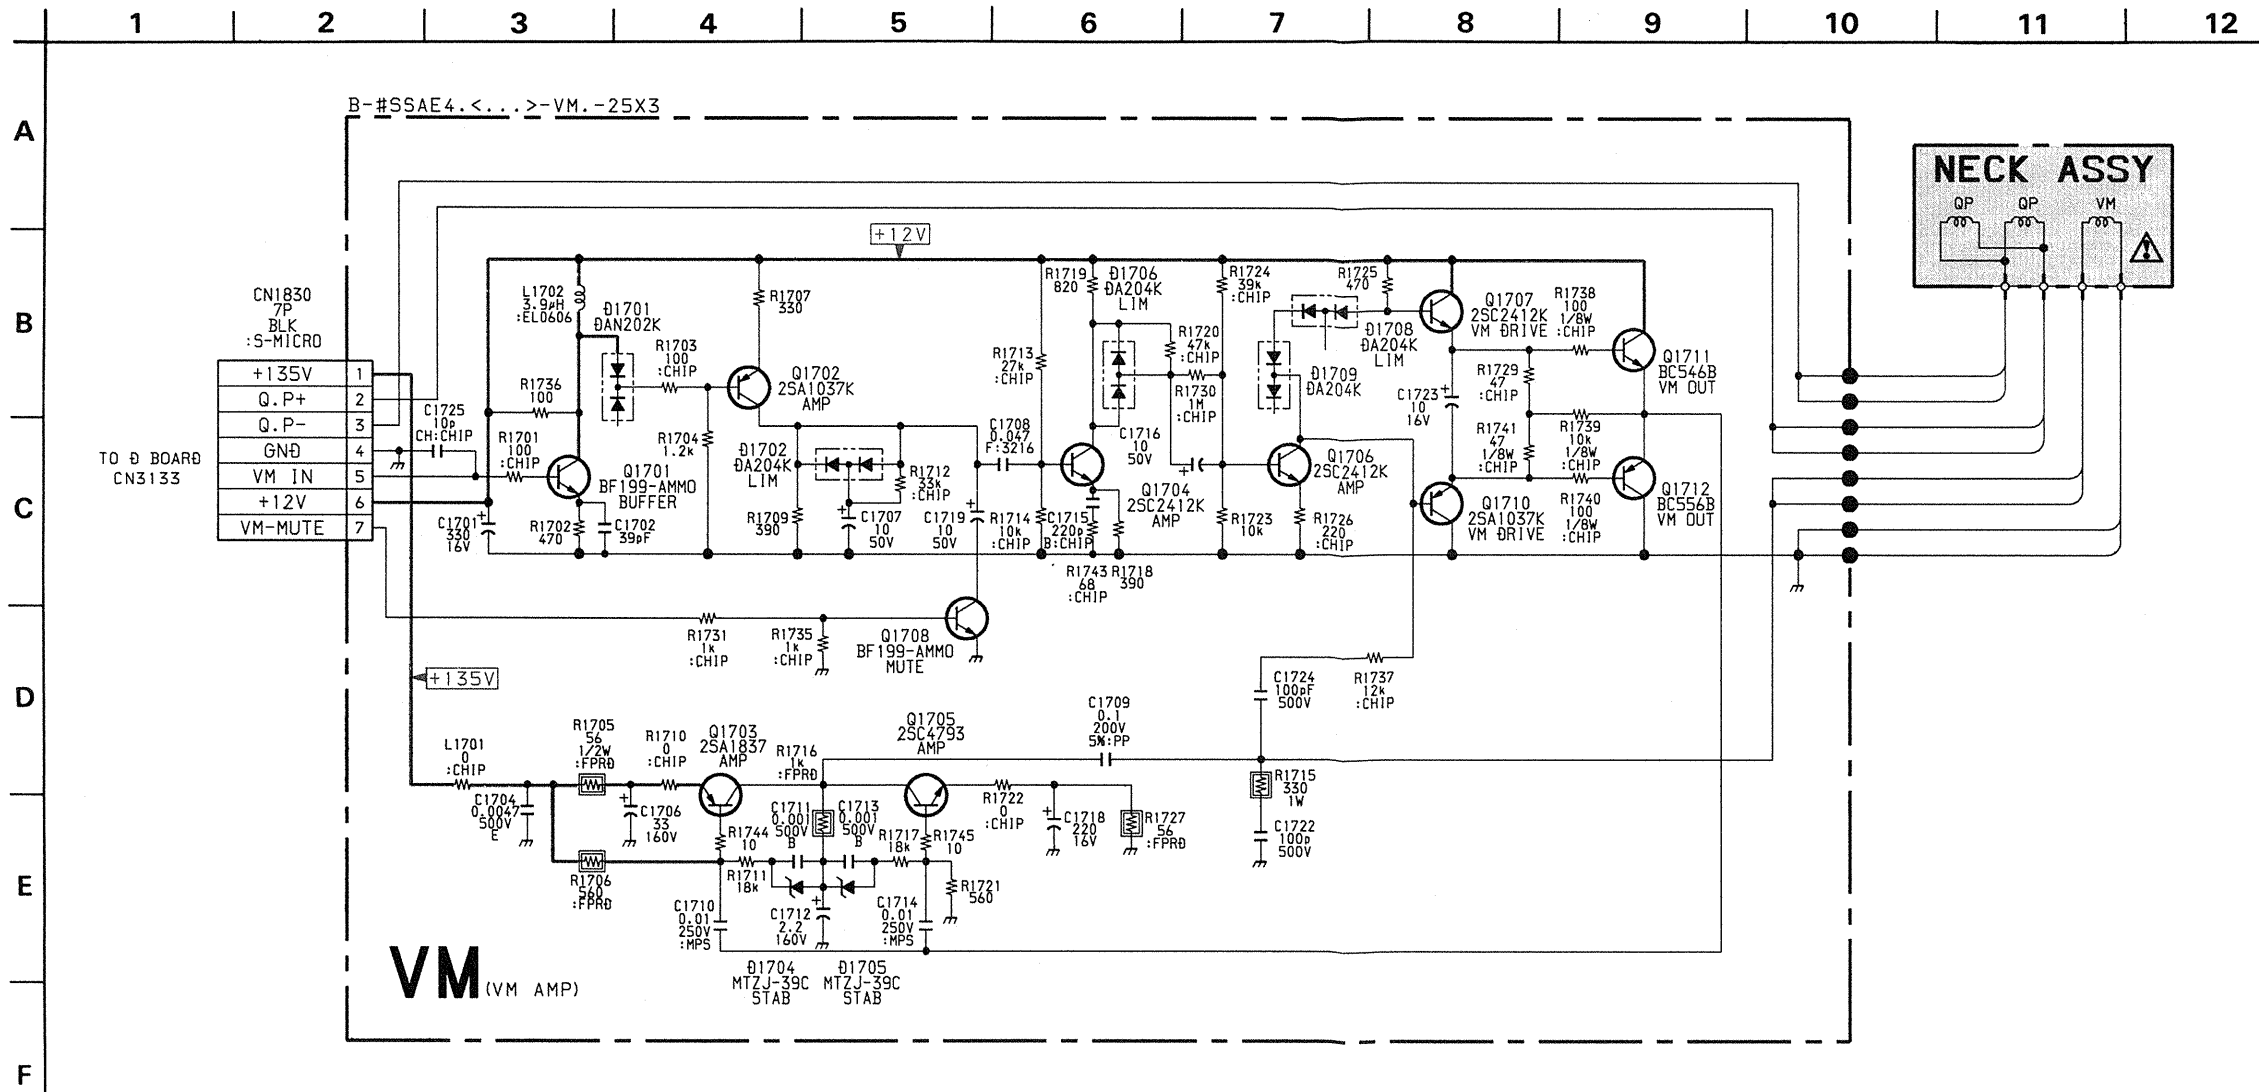 1 2 3 4 5 6 7 8 9 10 11 12
A
B
C
D
E
F
B-#SSAE4.<...>-VM.-25X3
NECK ASSY
QP QP VM
+12V
CN1830
7P
BLK
:S-MICRO
+135V 1
Q.P+ 2
Q.P- 3
GND 4
VM IN 5
+12V 6
VM-MUTE 7
TO D BOARD
CN3133
C1725
10p
CH:CHIP
L1702
3.9μH
:EL0606
D1701
DAN202K
R1736
100
R1701
100
:CHIP
Q1701
BF199-AMMO
BUFFER
C1701
330
16V
R1702
470
C1702
39pF
R1703
100
:CHIP
R1704
1.2k
R1707
330
Q1702
2SA1037K
AMP
D1702
DA204K
LIM
R1709
390
R1712
33k
:CHIP
C1707
10
50V
C1719
10
50V
C1708
0.047
F:3216
R1713
27k
:CHIP
R1714
10k
:CHIP
R1719
820
D1706
DA204K
LIM
C1716
10
50V
Q1704
2SC2412K
AMP
C1715
220p
B:CHIP
R1743
68
:CHIP
R1718
390
R1720
47k
:CHIP
R1730
1M
:CHIP
R1724
39k
:CHIP
R1723
10k
R1725
470
D1708
DA204K
LIM
D1709
DA204K
Q1706
2SC2412K
AMP
R1726
220
:CHIP
Q1707
2SC2412K
VM DRIVE
C1723
10
16V
Q1710
2SA1037K
VM DRIVE
R1729
47
:CHIP
R1741
47
1/8W
:CHIP
R1738
100
1/8W
:CHIP
R1739
10k
1/8W
:CHIP
R1740
100
1/8W
:CHIP
Q1711
BC546B
VM OUT
Q1712
BC556B
VM OUT
R1731
1k
:CHIP
R1735
1k
:CHIP
Q1708
BF199-AMMO
MUTE
+135V
C1724
100pF
500V
R1737
12k
:CHIP
L1701
0
:CHIP
R1705
56
1/2W
:FPRD
R1710
0
:CHIP
Q1703
2SA1837
AMP
R1716
1k
:FPRD
Q1705
2SC4793
AMP
C1709
0.1
200V
5%:PP
C1704
0.0047
500V
E
C1706
33
160V
R1706
560
:FPRD
R1744
10
R1711
18k
C1711
0.001
500V
B
C1713
0.001
500V
B
R1717
18k
R1745
10
R1722
0
:CHIP
C1718
220
16V
R1727
56
:FPRD
R1715
330
1W
C1722
100p
500V
C1710
0.01
250V
:MPS
C1712
2.2
160V
C1714
0.01
250V
:MPS
R1721
560
D1704
MTZJ-39C
STAB
D1705
MTZJ-39C
STAB
VM (VM AMP)